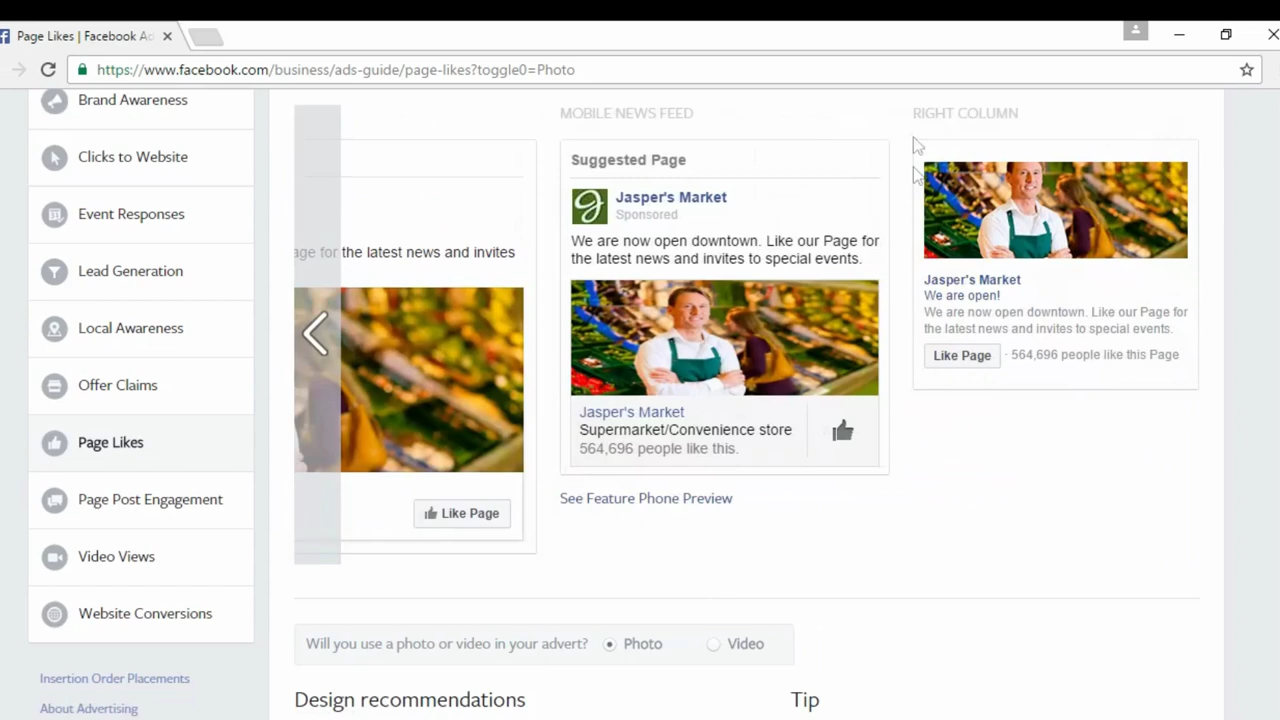 Page Likes | Facebook Ad
https://www.facebook.com/business/ads-guide/page-likes?toggle0=Photo
Brand Awareness
Clicks to Website
Event Responses
Lead Generation
Local Awareness
Offer Claims
Page Likes
Page Post Engagement
Video Views
Website Conversions
Insertion Order Placements
About Advertising
age for the latest news and invites
Like Page
MOBILE NEWS FEED
Suggested Page
Jasper's Market
Sponsored
We are now open downtown. Like our Page for
the latest news and invites to special events.
Jasper's Market
Supermarket/Convenience store
564,696 people like this.
See Feature Phone Preview
RIGHT COLUMN
Jasper's Market
We are open!
We are now open downtown. Like our Page for
the latest news and invites to special events.
Like Page · 564,696 people like this Page
Will you use a photo or video in your advert? Photo Video
Design recommendations
Tip